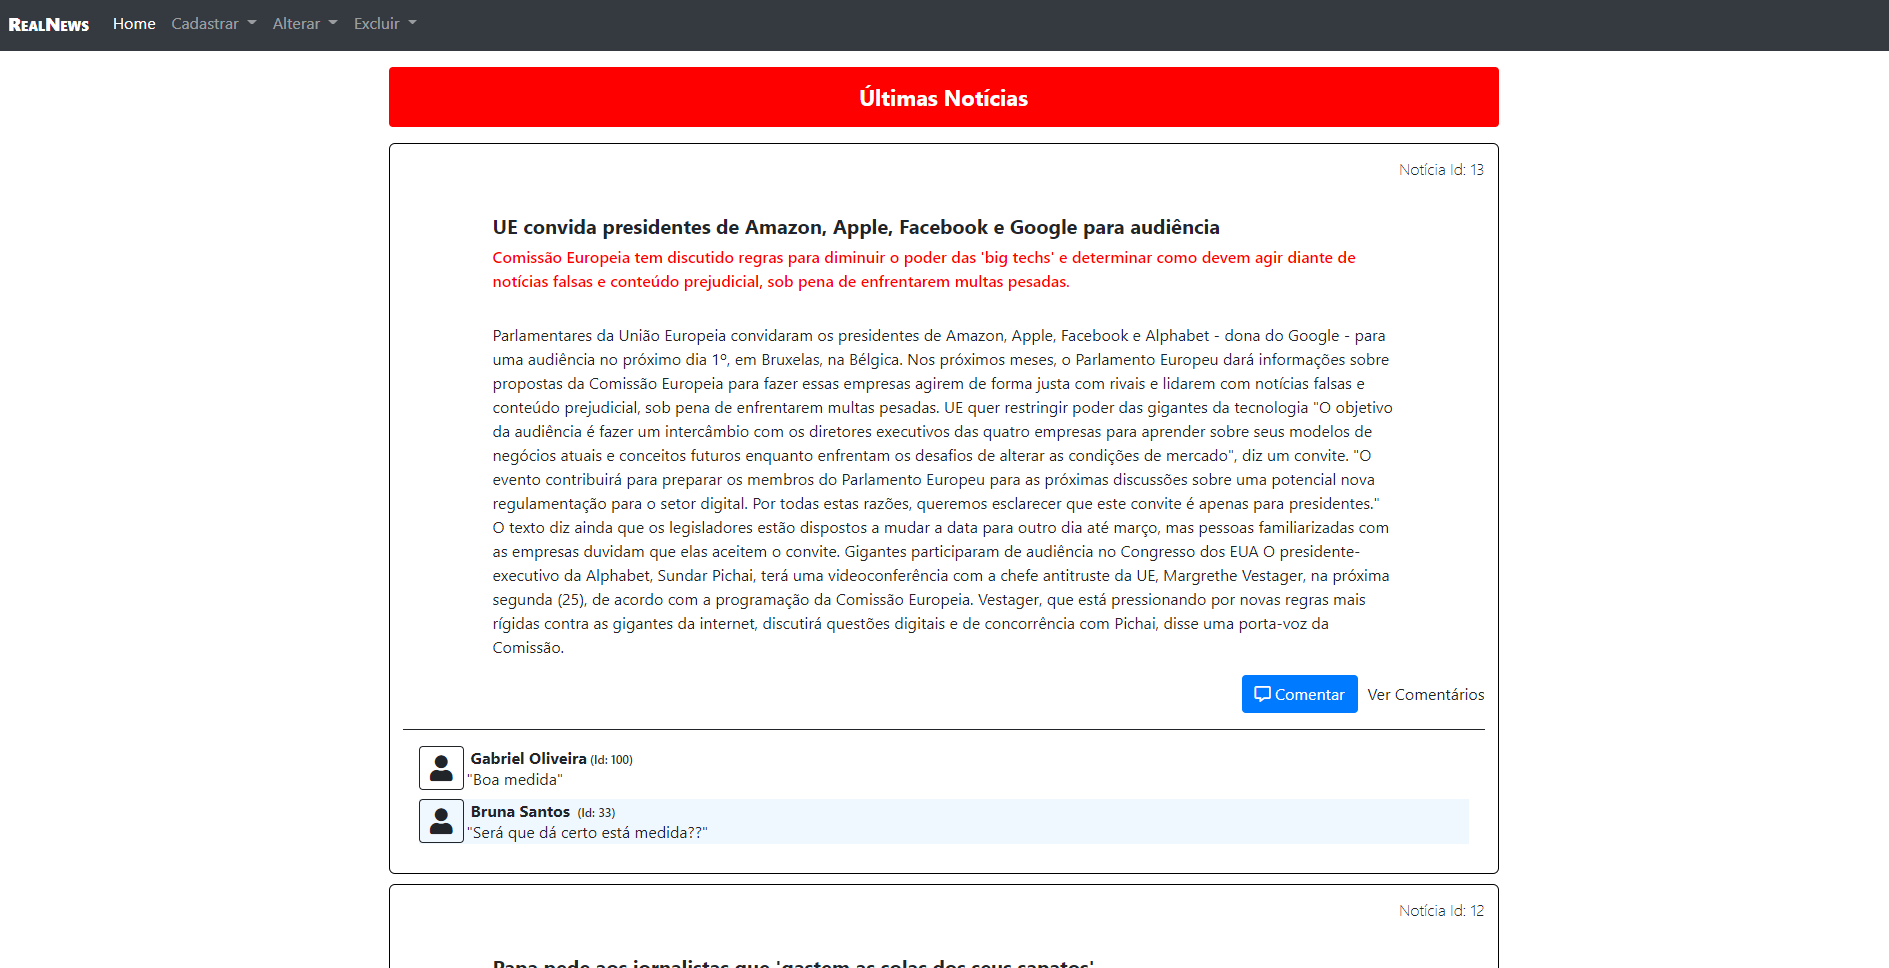 RealNews Home Cadastrar Alterar Excluir
Últimas Notícias
Notícia Id: 13
UE convida presidentes de Amazon, Apple, Facebook e Google para audiência
Comissão Europeia tem discutido regras para diminuir o poder das 'big techs' e determinar como devem agir diante de
notícias falsas e conteúdo prejudicial, sob pena de enfrentarem multas pesadas.
Parlamentares da União Europeia convidaram os presidentes de Amazon, Apple, Facebook e Alphabet - dona do Google - para
uma audiência no próximo dia 1º, em Bruxelas, na Bélgica. Nos próximos meses, o Parlamento Europeu dará informações sobre
propostas da Comissão Europeia para fazer essas empresas agirem de forma justa com rivais e lidarem com notícias falsas e
conteúdo prejudicial, sob pena de enfrentarem multas pesadas. UE quer restringir poder das gigantes da tecnologia "O objetivo
da audiência é fazer um intercâmbio com os diretores executivos das quatro empresas para aprender sobre seus modelos de
negócios atuais e conceitos futuros enquanto enfrentam os desafios de alterar as condições de mercado", diz um convite. "O
evento contribuirá para preparar os membros do Parlamento Europeu para as próximas discussões sobre uma potencial nova
regulamentação para o setor digital. Por todas estas razões, queremos esclarecer que este convite é apenas para presidentes."
O texto diz ainda que os legisladores estão dispostos a mudar a data para outro dia até março, mas pessoas familiarizadas com
as empresas duvidam que elas aceitem o convite. Gigantes participaram de audiência no Congresso dos EUA O presidente-
executivo da Alphabet, Sundar Pichai, terá uma videoconferência com a chefe antitruste da UE, Margrethe Vestager, na próxima
segunda (25), de acordo com a programação da Comissão Europeia. Vestager, que está pressionando por novas regras mais
rígidas contra as gigantes da internet, discutirá questões digitais e de concorrência com Pichai, disse uma porta-voz da
Comissão.
Comentar Ver Comentários
Gabriel Oliveira (Id: 100)
"Boa medida"
Bruna Santos (Id: 33)
"Será que dá certo está medida??"
Notícia Id: 12
Papa pede aos jornalistas que 'gastem as solas dos seus sapatos'